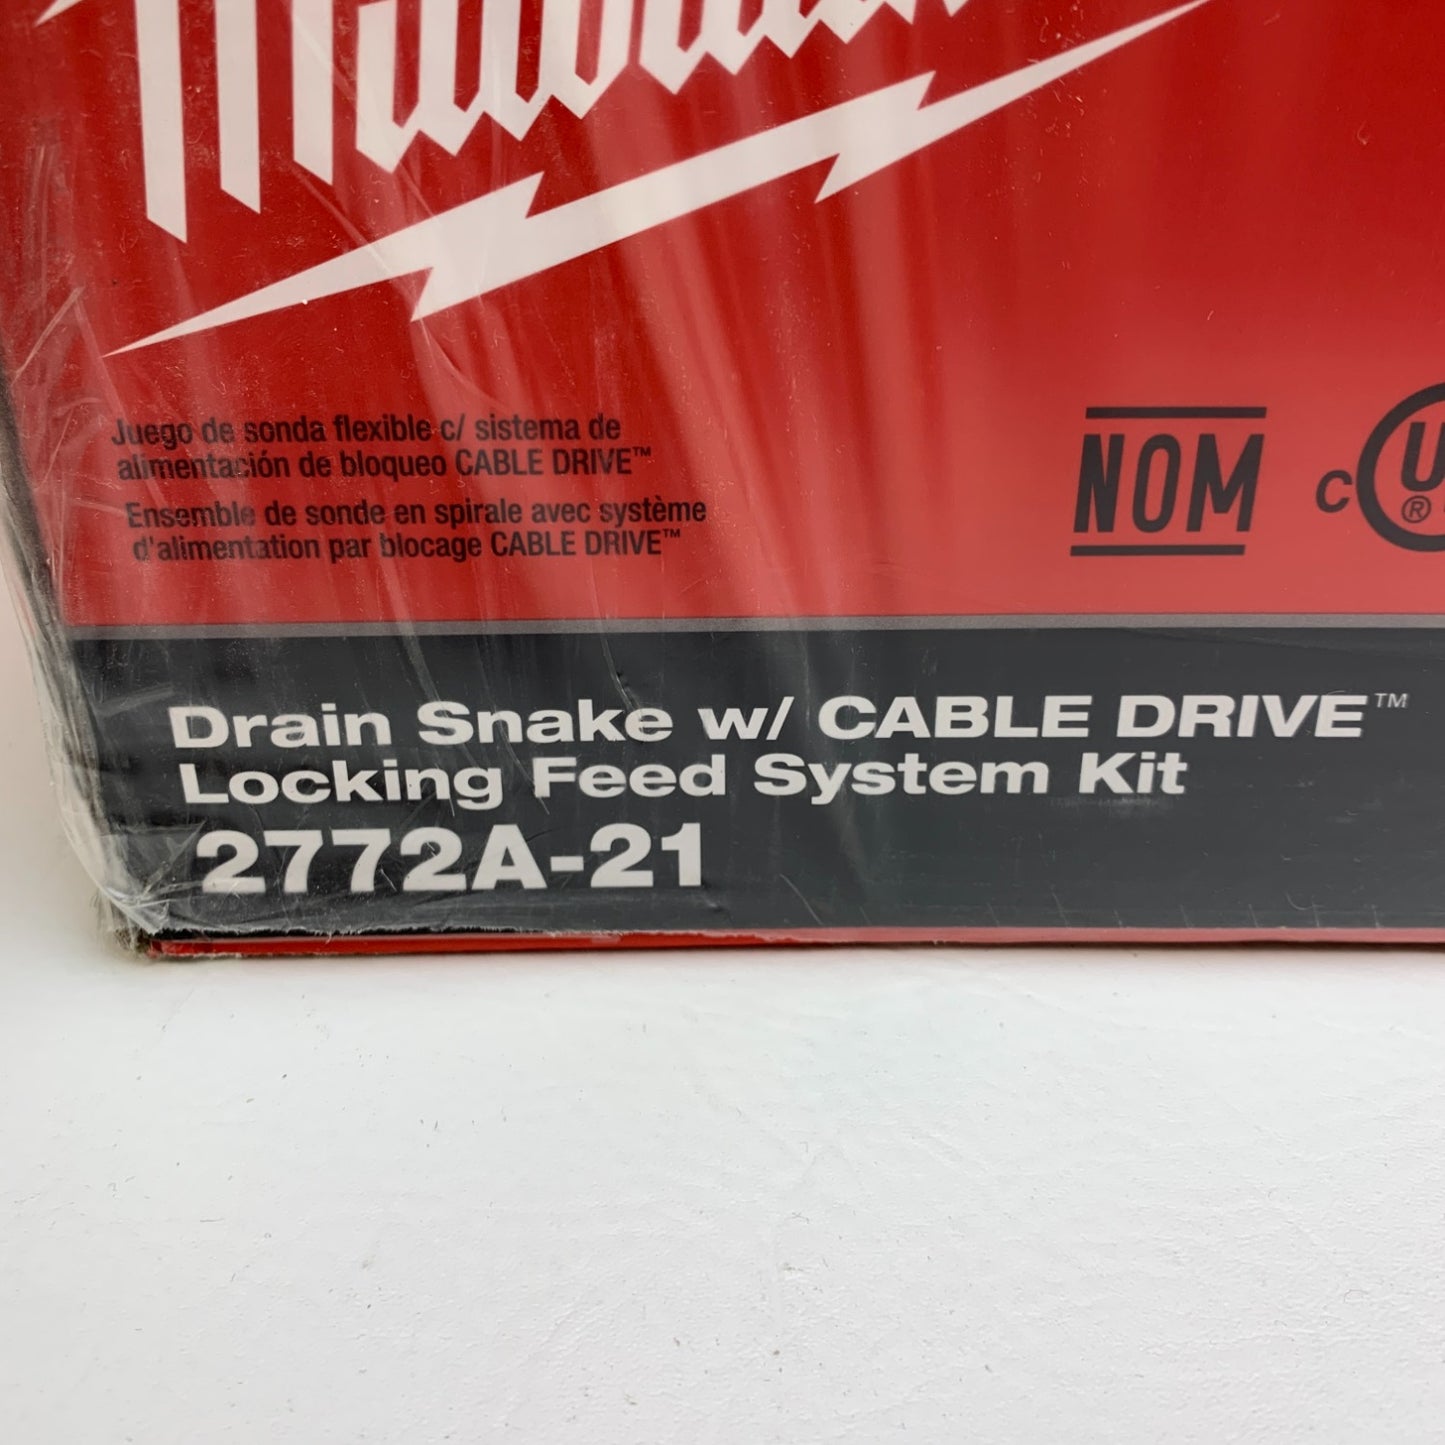 Milwaukee
Juego de sonda flexible c/ sistema de
alimentación de bloqueo CABLE DRIVE™
Ensemble de sonde en spirale avec système
d'alimentation par blocage CABLE DRIVE™
NOM
C U
®
Drain Snake w/ CABLE DRIVE™
Locking Feed System Kit
2772A-21